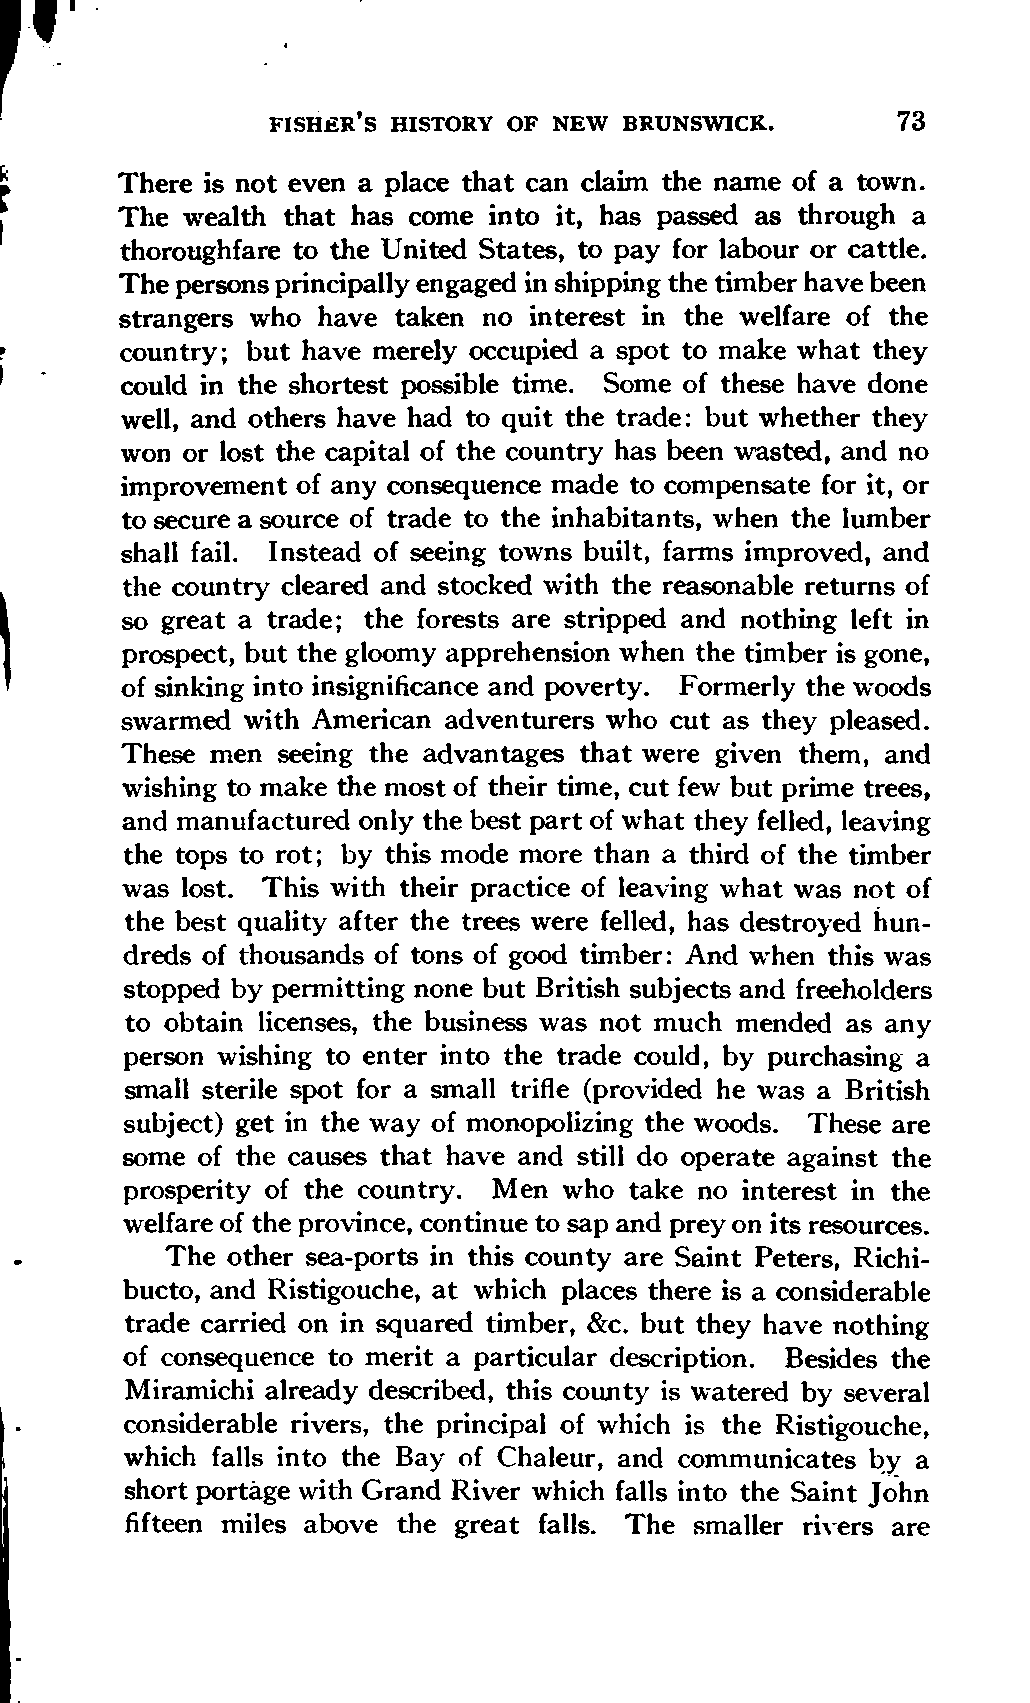 FISHER'S HISTORY OF NEW BRUNSWICK. 73
There is not even a place that can claim the name of a town.
The wealth that has come into it, has passed as through a
thoroughfare to the United States, to pay for labour or cattle.
The persons principally engaged in shipping the timber have been
strangers who have taken no interest in the welfare of the
country; but have merely occupied a spot to make what they
could in the shortest possible time. Some of these have done
well, and others have had to quit the trade: but whether they
won or lost the capital of the country has been wasted, and no
improvement of any consequence made to compensate for it, or
to secure a source of trade to the inhabitants, when the lumber
shall fail. Instead of seeing towns built, farms improved, and
the country cleared and stocked with the reasonable returns of
so great a trade; the forests are stripped and nothing left in
prospect, but the gloomy apprehension when the timber is gone,
of sinking into insignificance and poverty. Formerly the woods
swarmed with American adventurers who cut as they pleased.
These men seeing the advantages that were given them, and
wishing to make the most of their time, cut few but prime trees,
and manufactured only the best part of what they felled, leaving
the tops to rot; by this mode more than a third of the timber
was lost. This with their practice of leaving what was not of
the best quality after the trees were felled, has destroyed hun-
dreds of thousands of tons of good timber: And when this was
stopped by permitting none but British subjects and freeholders
to obtain licenses, the business was not much mended as any
person wishing to enter into the trade could, by purchasing a
small sterile spot for a small trifle (provided he was a British
subject) get in the way of monopolizing the woods. These are
some of the causes that have and still do operate against the
prosperity of the country. Men who take no interest in the
welfare of the province, continue to sap and prey on its resources.
The other sea-ports in this county are Saint Peters, Richi-
bucto, and Ristigouche, at which places there is a considerable
trade carried on in squared timber, &c. but they have nothing
of consequence to merit a particular description. Besides the
Miramichi already described, this county is watered by several
considerable rivers, the principal of which is the Ristigouche,
which falls into the Bay of Chaleur, and communicates by a
short portage with Grand River which falls into the Saint John
fifteen miles above the great falls. The smaller rivers are